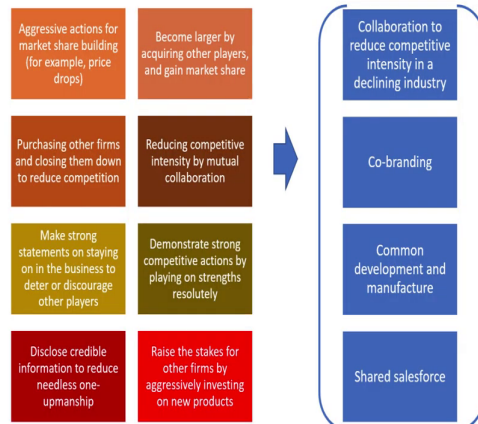 Aggressive actions for
market share building
(for example, price
drops)
Become larger by
acquiring other players,
and gain market share
Purchasing other firms
and closing them down
to reduce competition
Reducing competitive
intensity by mutual
collaboration
Make strong
statements on staying
on in the business to
deter or discourage
other players
Demonstrate strong
competitive actions by
playing on strengths
resolutely
Disclose credible
information to reduce
needless one-
upmanship
Raise the stakes for
other firms by
aggressively investing
on new products
Collaboration to
reduce competitive
intensity in a
declining industry
Co-branding
Common
development and
manufacture
Shared salesforce